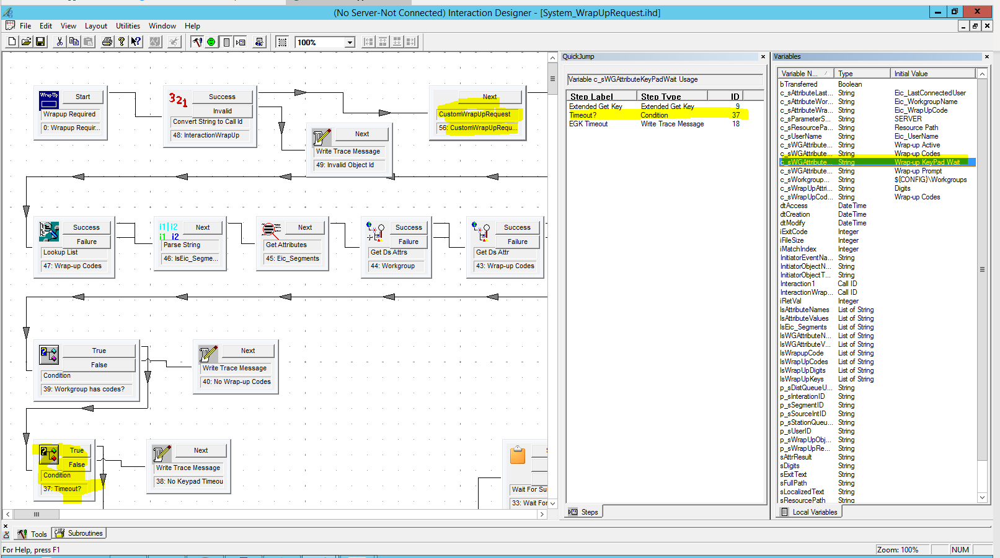 (No Server-Not Connected) Interaction Designer - [System_WrapUpRequest.ihd]
File Edit View Layout Utilities Window Help
100%
WrapUp
Start
Wrapup Required
0: Wrapup Requir...
321
Success
Invalid
Convert String to Call Id
48: InteractionWrapUp
Next
Write Trace Message
49: Invalid Object Id
Next
CustomWrapUpRequest
56: CustomWrapUpRequ...
Success
Failure
Lookup List
47: Wrap-up Codes
i1|i2
i1 i2
Next
Parse String
46: lsEic_Segme...
Next
Get Attributes
45: Eic_Segments
Success
Failure
Get Ds Attrs
44: Workgroup
Success
Failure
Get Ds Attr
43: Wrap-up Codes
True
False
Condition
39: Workgroup has codes?
Next
Write Trace Message
40: No Wrap-up Codes
True
False
Condition
37: Timeout?
Next
Write Trace Message
38: No Keypad Timeou
Wait For Su
33: Wait For
QuickJump
Variable c_sWGAttributeKeyPadWait Usage
Step Label Step Type ID
Extended Get Key Extended Get Key 9
Timeout? Condition 37
EGK Timeout Write Trace Message 18
Steps
Variables
Variable N... Type Initial Value
bTransferred Boolean
c_sAttributeLast... String Eic_LastConnectedUser
c_sAttributeWor... String Eic_WorkgroupName
c_sAttributeWra... String Eic_WrapUpCode
c_sParameterS... String SERVER
c_sResourcePa... String Resource Path
c_sUserName String Eic_UserName
c_sWGAttribute... String Wrap-up Active
c_sWGAttribute... String Wrap-up Codes
c_sWGAttribute... String Wrap-up KeyPad Wait
c_sWGAttribute... String Wrap-up Prompt
c_sWorkgroup... String ${CONFIG}\Workgroups
c_sWrapUpAttri... String Digits
c_sWrapUpCod... String Wrap-up Codes
dtAccess DateTime
dtCreation DateTime
dtModify DateTime
iExitCode Integer
iFileSize Integer
iMatchIndex Integer
InitiatorEventNa... String
InitiatorObjectN... String
InitiatorObjectT... String
Interaction1 Call ID
InteractionWrap... Call ID
iRetVal Integer
lsAttributeNames List of String
lsAttributeValues List of String
lsEic_Segments List of String
lsWGAttributeN... List of String
lsWGAttributeV... List of String
lsWrapupCode List of String
lsWrapUpCodes List of String
lsWrapUpDigits List of String
lsWrapUpKeys List of String
p_sDistQueueU... String
p_sInterationID String
p_sSegmentID String
p_sSourceIntID String
p_sStationQueu... String
p_sUserID String
p_sWrapUpObj... String
p_sWrapUpRe... String
sAttrResult String
sDigits String
sExitText String
sFullPath String
sLocalizedText String
sResourcePath String
Local Variables
De
Tools Subroutines
For Help, press F1
Zoom: 100% NUM